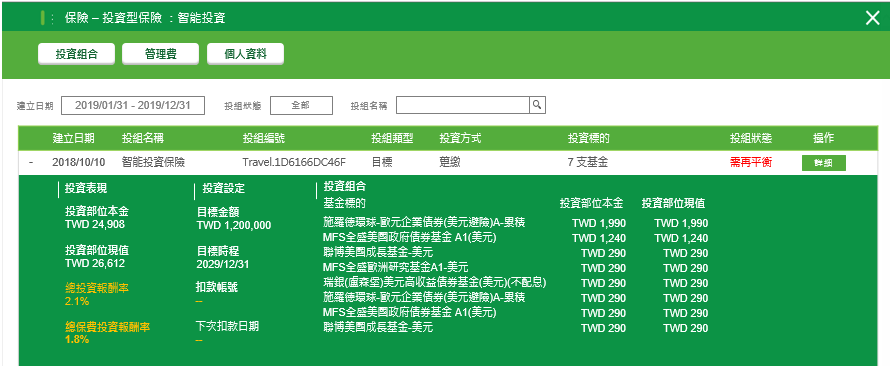 保險 – 投資型保險 : 智能投資
投資組合 管理費 個人資料
建立日期 2019/01/31 - 2019/12/31 投組狀態 全部 投組名稱
建立日期 投組名稱 投組編號 投組類型 投資方式 投資標的 投組狀態 操作
- 2018/10/10 智能投資保險 Travel.1D6166DC46F 目標 躉繳 7 支基金 需再平衡 詳細
投資表現 投資設定 投資組合
基金標的 投資部位本金 投資部位現值
投資部位本金
TWD 24,908
目標金額
TWD 1,200,000
投資部位現值
TWD 26,612
目標時程
2029/12/31
總投資報酬率
2.1%
扣款帳號
--
總保費投資報酬率
1.8%
下次扣款日期
--
施羅德環球-歐元企業債券(美元避險)A-累積 TWD 1,990 TWD 1,990
MFS全盛美國政府債券基金 A1(美元) TWD 1,240 TWD 1,240
聯博美國成長基金-美元 TWD 290 TWD 290
MFS全盛歐洲研究基金A1-美元 TWD 290 TWD 290
瑞銀(盧森堡)美元高收益債券基金(美元)(不配息) TWD 290 TWD 290
施羅德環球-歐元企業債券(美元避險)A-累積 TWD 290 TWD 290
MFS全盛美國政府債券基金 A1(美元) TWD 290 TWD 290
聯博美國成長基金-美元 TWD 290 TWD 290